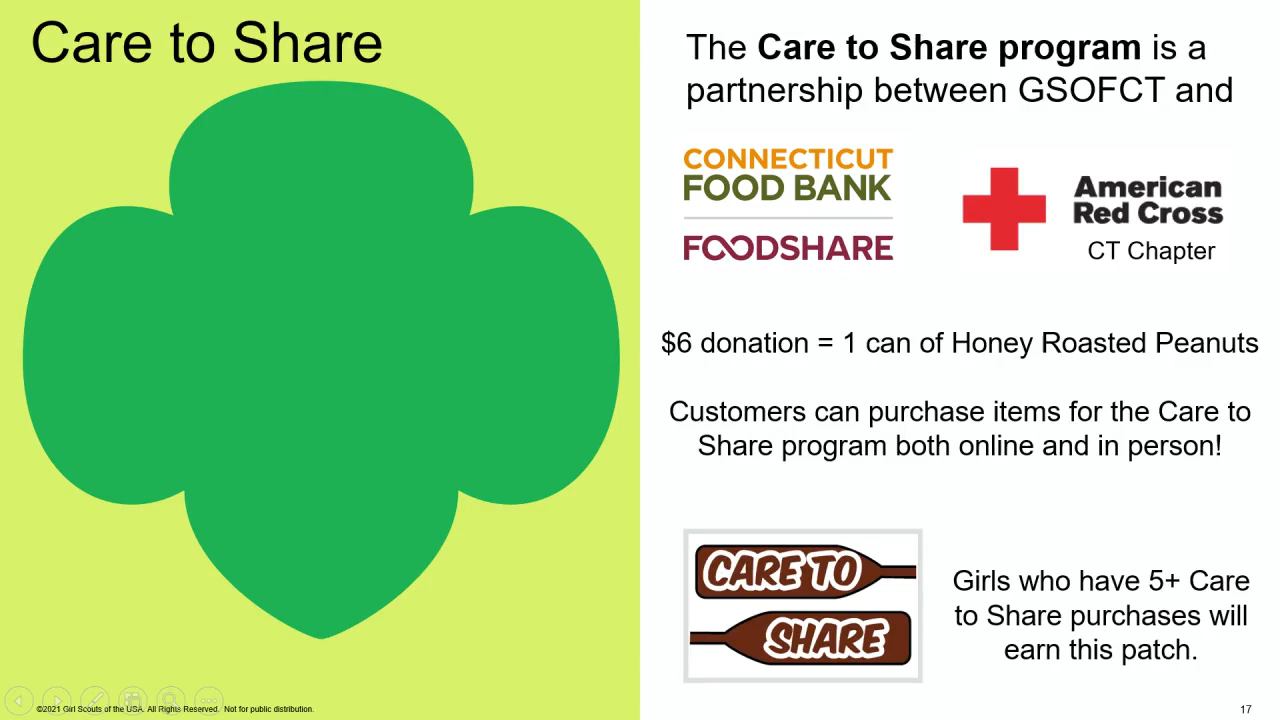 Care to Share
The Care to Share program is a
partnership between GSOFCT and
CONNECTICUT
FOOD BANK
FOODSHARE
American
Red Cross
CT Chapter
$6 donation = 1 can of Honey Roasted Peanuts
Customers can purchase items for the Care to
Share program both online and in person!
CARE TO
SHARE
Girls who have 5+ Care
to Share purchases will
earn this patch.
©2021 Girl Scouts of the USA. All Rights Reserved. Not for public distribution.
17